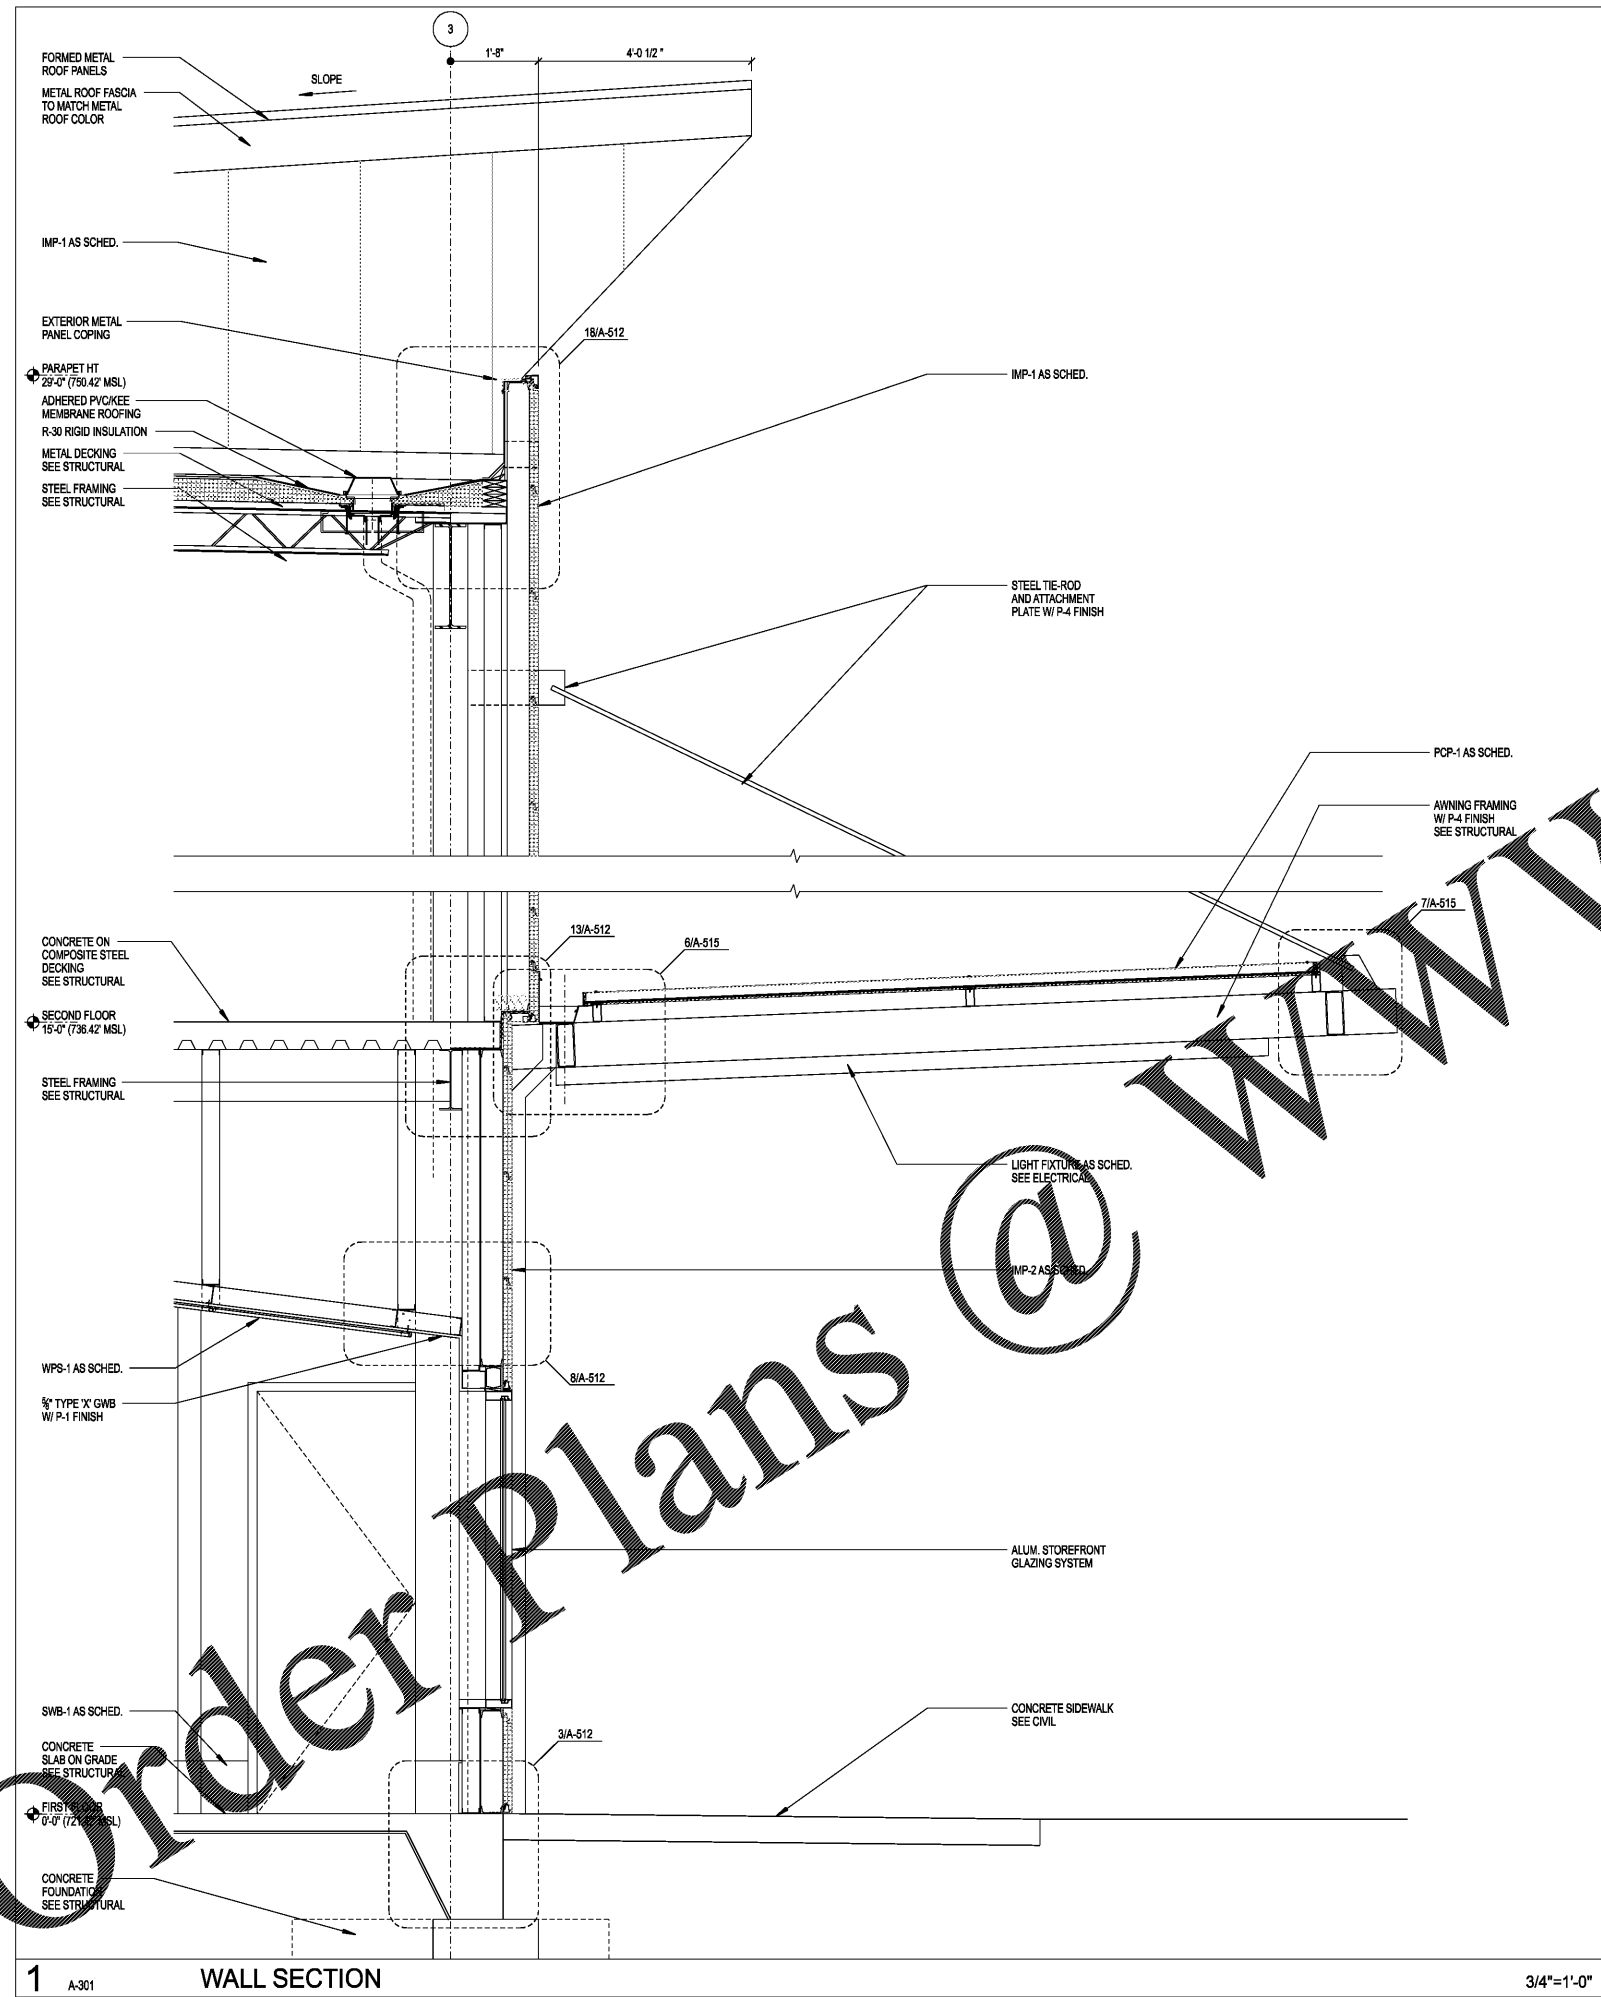 3
1'-8"
4'-0 1/2 "
FORMED METAL
ROOF PANELS
SLOPE
METAL ROOF FASCIA
TO MATCH METAL
ROOF COLOR
IMP-1 AS SCHED.
EXTERIOR METAL
PANEL COPING
18/A-512
PARAPET HT
29'-0" (750.42' MSL)
IMP-1 AS SCHED.
ADHERED PVC/KEE
MEMBRANE ROOFING
R-30 RIGID INSULATION
METAL DECKING
SEE STRUCTURAL
STEEL FRAMING
SEE STRUCTURAL
STEEL TIE-ROD
AND ATTACHMENT
PLATE W/ P-4 FINISH
PCP-1 AS SCHED.
AWNING FRAMING
W/ P-4 FINISH
SEE STRUCTURAL
7/A-515
13/A-512
6/A-515
CONCRETE ON
COMPOSITE STEEL
DECKING
SEE STRUCTURAL
SECOND FLOOR
15'-0" (736.42' MSL)
STEEL FRAMING
SEE STRUCTURAL
LIGHT FIXTURE AS SCHED.
SEE ELECTRICAL
IMP-2 AS SCHED.
WPS-1 AS SCHED.
8/A-512
⅝" TYPE 'X' GWB
W/ P-1 FINISH
ALUM. STOREFRONT
GLAZING SYSTEM
SWB-1 AS SCHED.
CONCRETE SIDEWALK
SEE CIVIL
3/A-512
CONCRETE
SLAB ON GRADE
SEE STRUCTURAL
FIRST FLOOR
0'-0" (721.42' MSL)
CONCRETE
FOUNDATION
SEE STRUCTURAL
Order Plans @ www
1 A-301 WALL SECTION 3/4"=1'-0"